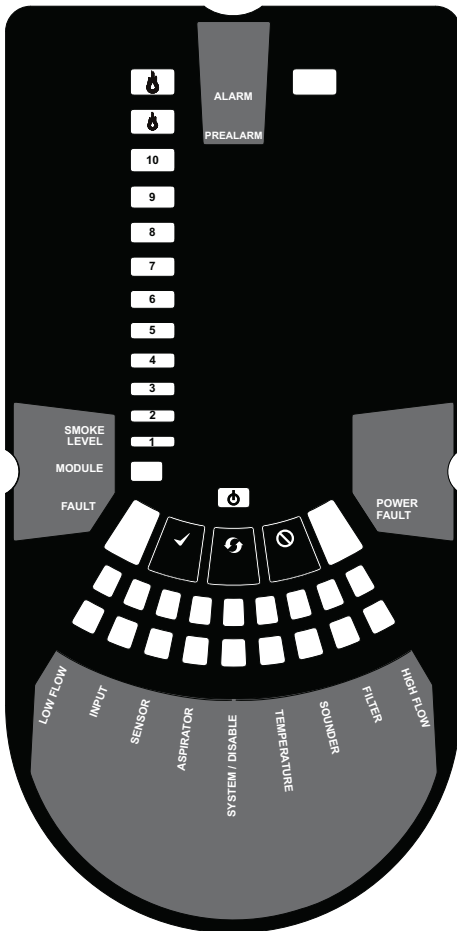 ALARM
PREALARM
10
9
8
7
6
5
4
3
2
1
SMOKE
LEVEL
MODULE
FAULT
POWER
FAULT
LOW FLOW
INPUT
SENSOR
ASPIRATOR
SYSTEM / DISABLE
TEMPERATURE
SOUNDER
FILTER
HIGH FLOW